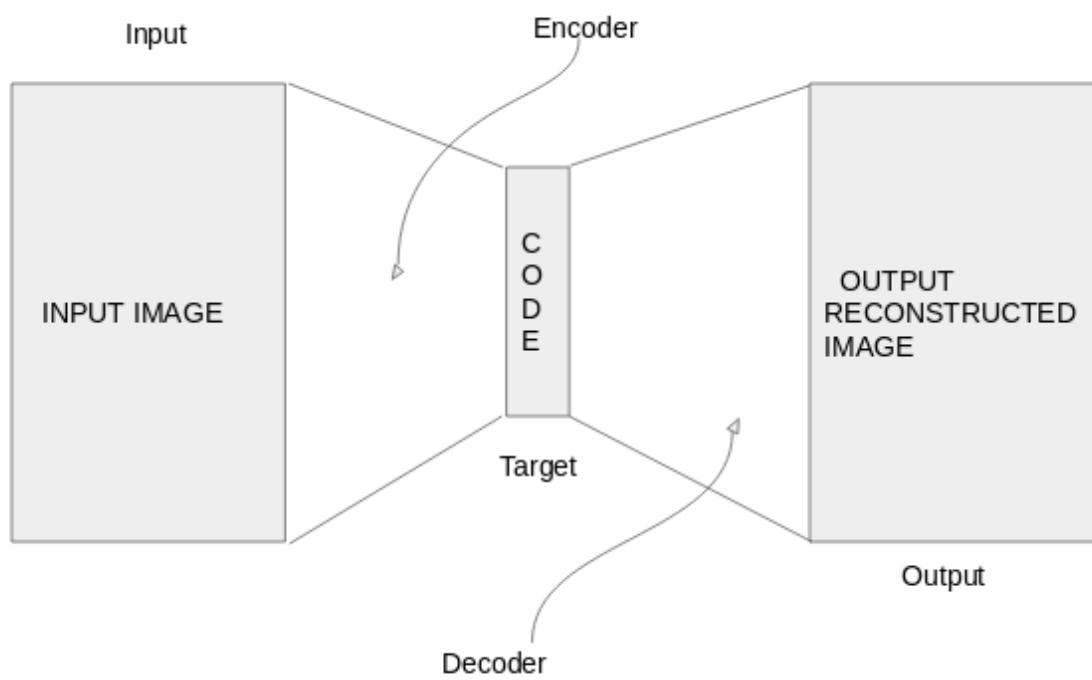 Input
Encoder
INPUT IMAGE
C
O
D
E
OUTPUT
RECONSTRUCTED
IMAGE
Target
Output
Decoder